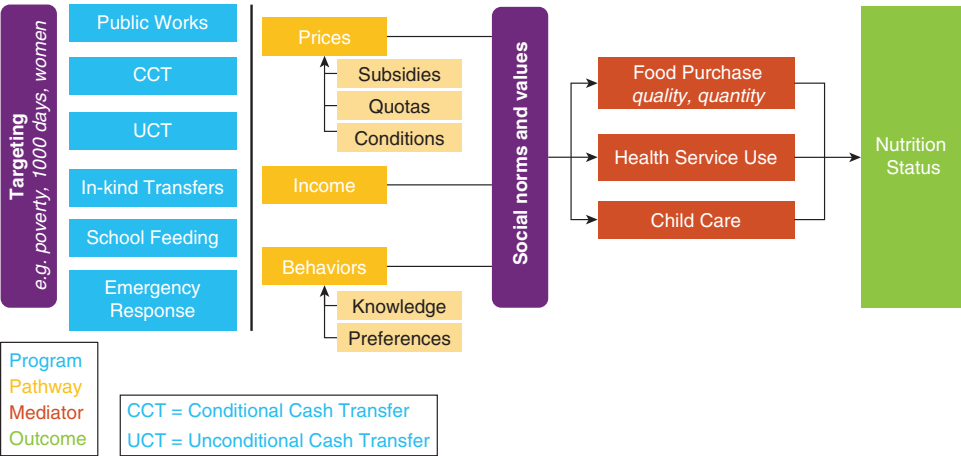 Targeting
e.g. poverty, 1000 days, women
Public Works
CCT
UCT
In-kind Transfers
School Feeding
Emergency
Response
Prices
Subsidies
Quotas
Conditions
Income
Behaviors
Knowledge
Preferences
Social norms and values
Food Purchase
quality, quantity
Health Service Use
Child Care
Nutrition
Status
Program
Pathway
Mediator
Outcome
CCT = Conditional Cash Transfer
UCT = Unconditional Cash Transfer